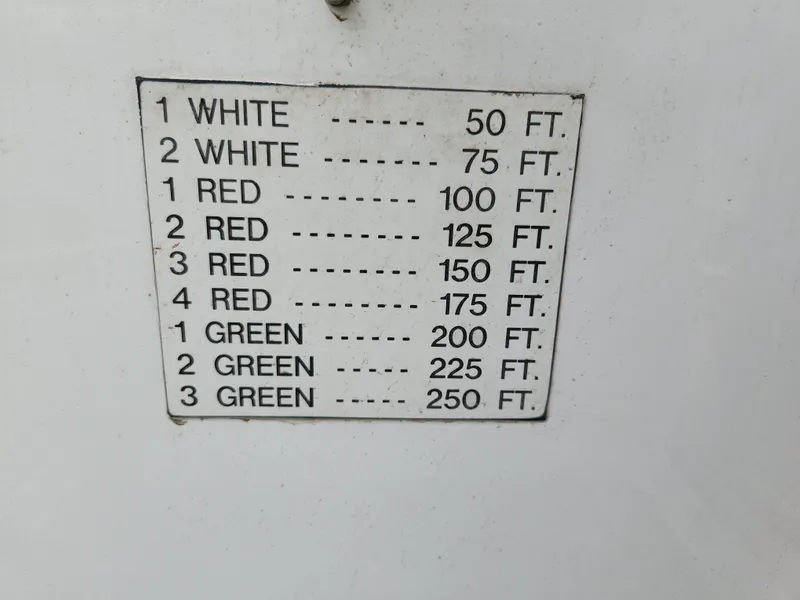 1 WHITE ------ 50 FT.
2 WHITE ------- 75 FT.
1 RED -------- 100 FT.
2 RED -------- 125 FT.
3 RED -------- 150 FT.
4 RED -------- 175 FT.
1 GREEN ------ 200 FT.
2 GREEN ----- 225 FT.
3 GREEN ----- 250 FT.